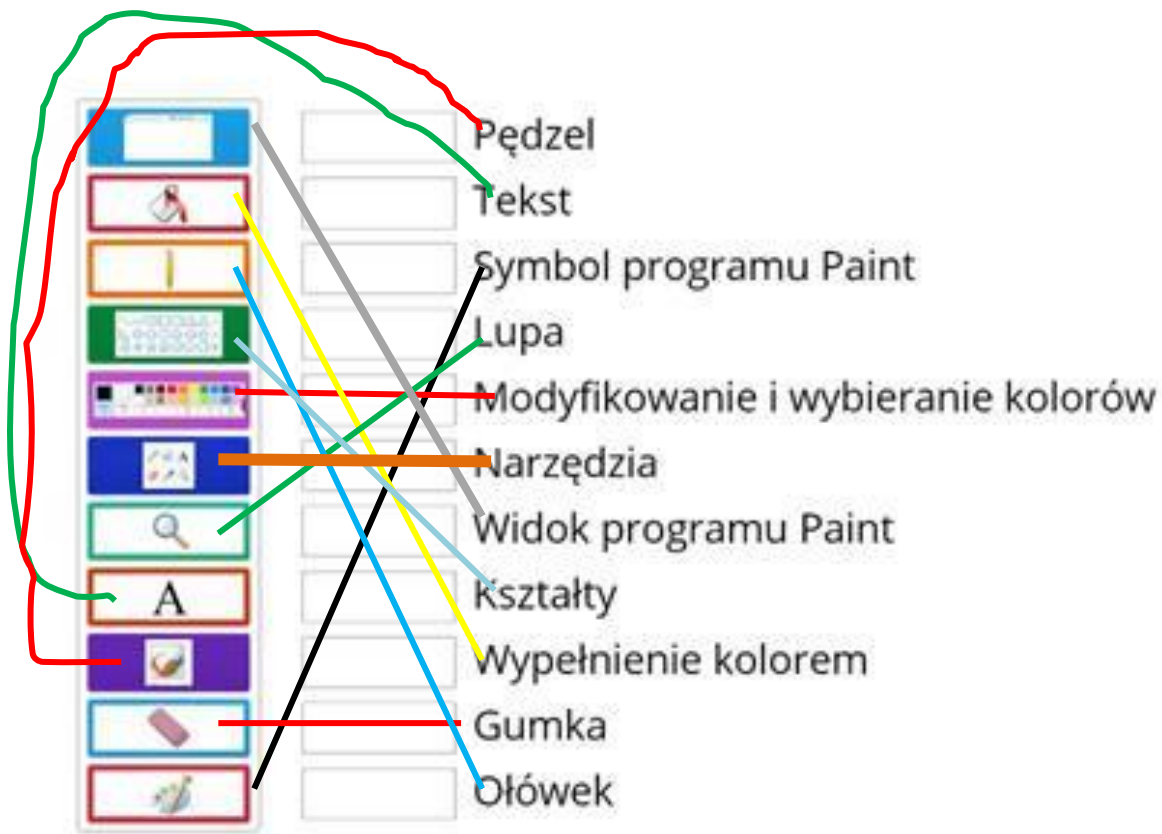 Pędzel
Tekst
Symbol programu Paint
Lupa
Modyfikowanie i wybieranie kolorów
Narzędzia
Widok programu Paint
Kształty
A
Wypełnienie kolorem
Gumka
Ołówek